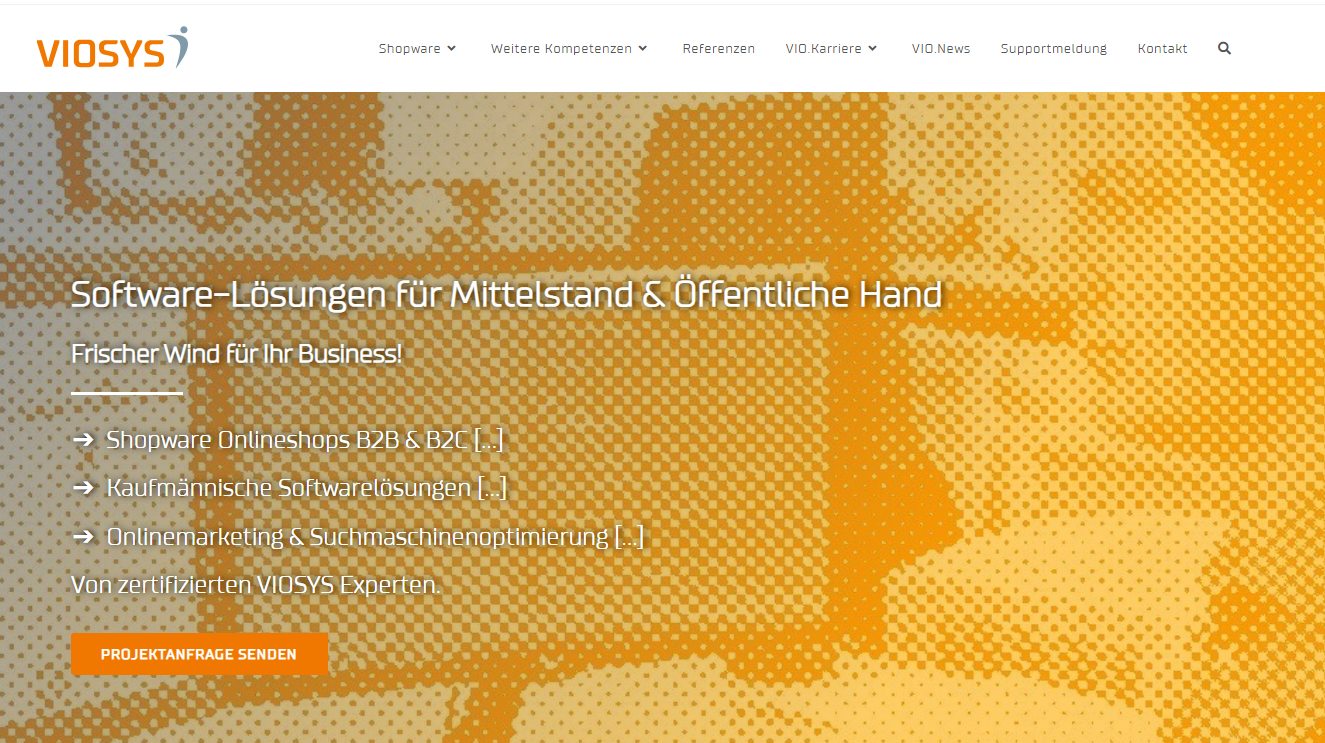 VIOSYS
Shopware
Weitere Kompetenzen
Referenzen
VIO.Karriere
VIO.News
Supportmeldung
Kontakt
Software-Lösungen für Mittelstand & Öffentliche Hand
Frischer Wind für Ihr Business!
➔ Shopware Onlineshops B2B & B2C [...]
➔ Kaufmännische Softwarelösungen [...]
➔ Onlinemarketing & Suchmaschinenoptimierung [...]
Von zertifizierten VIOSYS Experten.
PROJEKTANFRAGE SENDEN